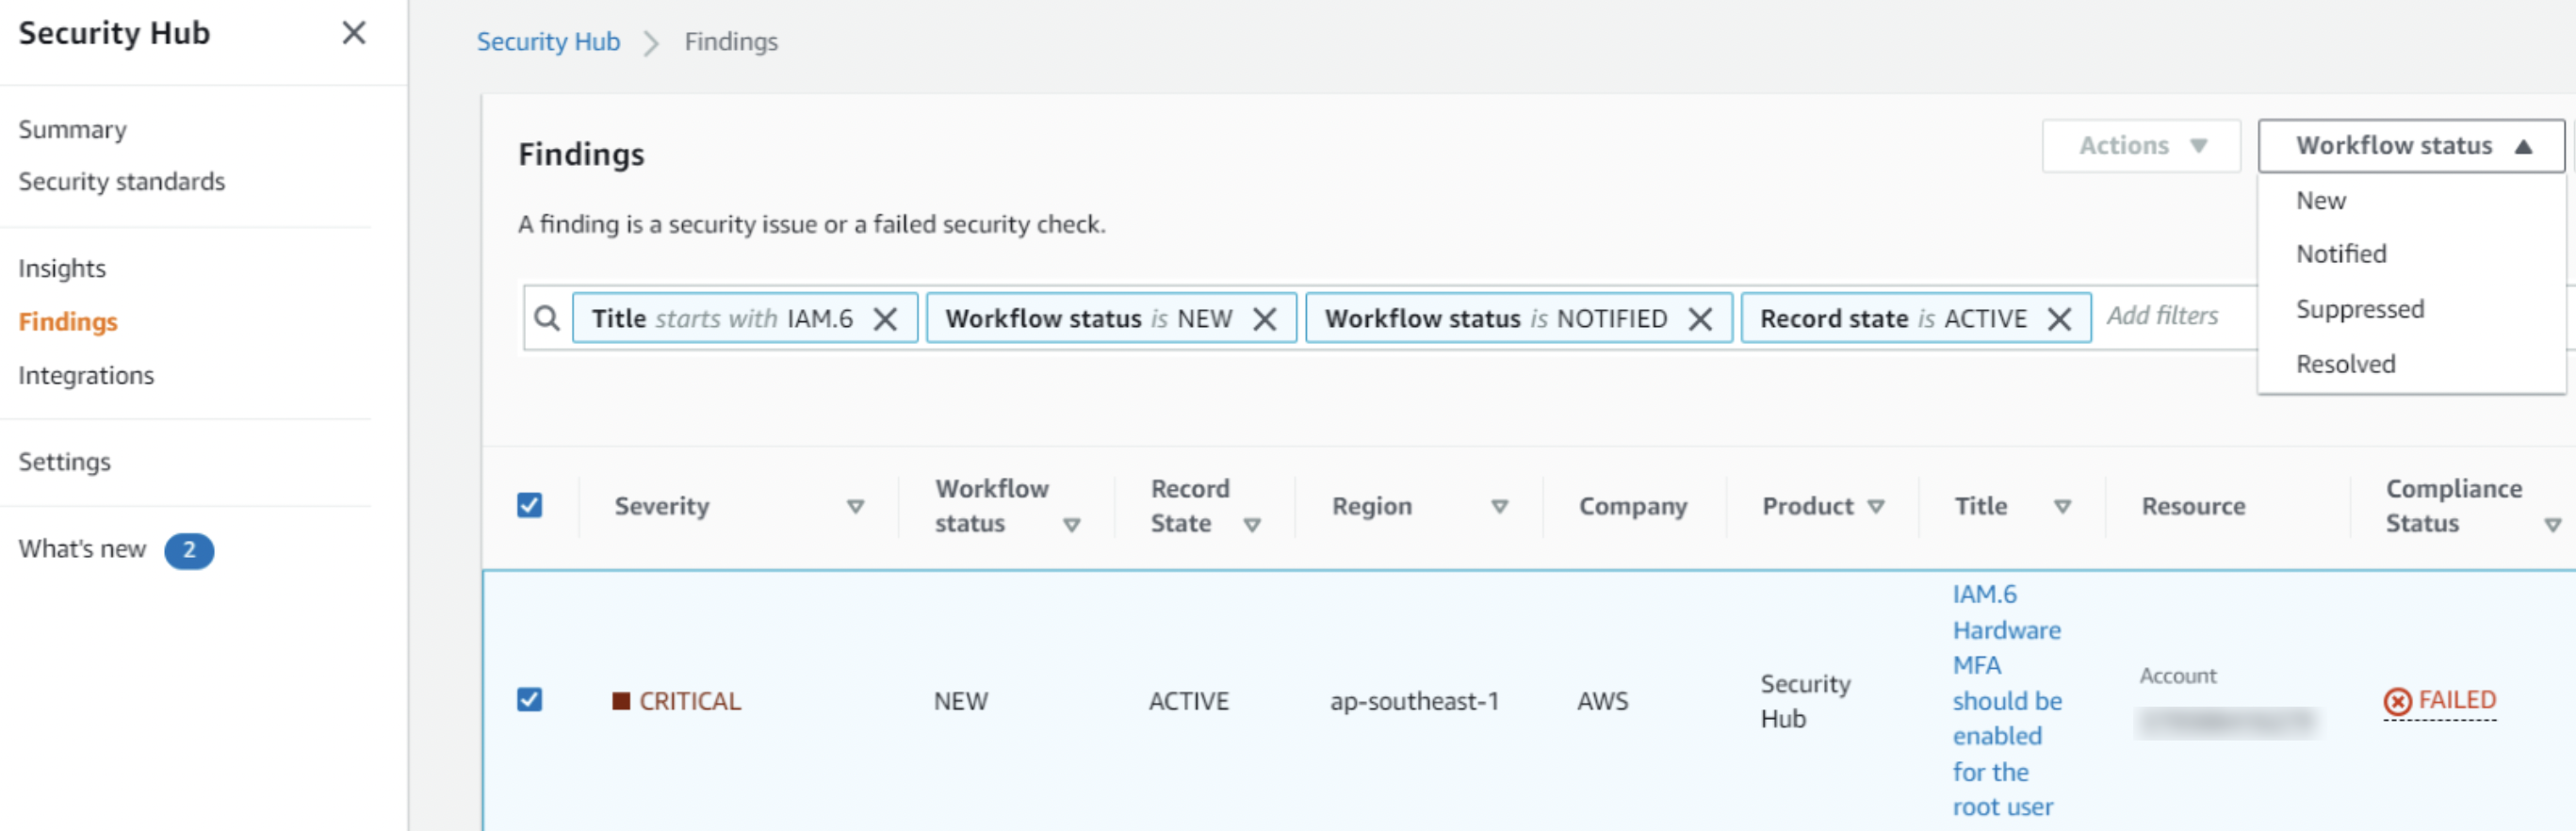 Security Hub
Summary
Security standards
Insights
Findings
Integrations
Settings
What's new 2
Security Hub > Findings
Findings
Actions
Workflow status
New
Notified
Suppressed
Resolved
A finding is a security issue or a failed security check.
Title starts with IAM.6 Workflow status is NEW Workflow status is NOTIFIED Record state is ACTIVE Add filters
Severity
Workflow
status
Record
State
Region
Company
Product
Title
Resource
Compliance
Status
CRITICAL
NEW
ACTIVE
ap-southeast-1
AWS
Security
Hub
IAM.6
Hardware
MFA
should be
enabled
for the
root user
Account
FAILED